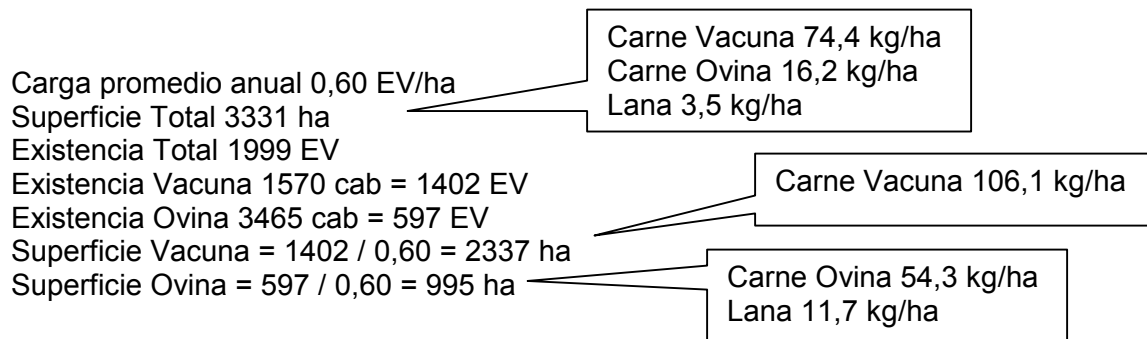 Carne Vacuna 74,4 kg/ha
Carne Ovina 16,2 kg/ha
Lana 3,5 kg/ha
Carga promedio anual 0,60 EV/ha
Superficie Total 3331 ha
Existencia Total 1999 EV
Existencia Vacuna 1570 cab = 1402 EV
Carne Vacuna 106,1 kg/ha
Existencia Ovina 3465 cab = 597 EV
Superficie Vacuna = 1402 / 0,60 = 2337 ha
Superficie Ovina = 597 / 0,60 = 995 ha
Carne Ovina 54,3 kg/ha
Lana 11,7 kg/ha